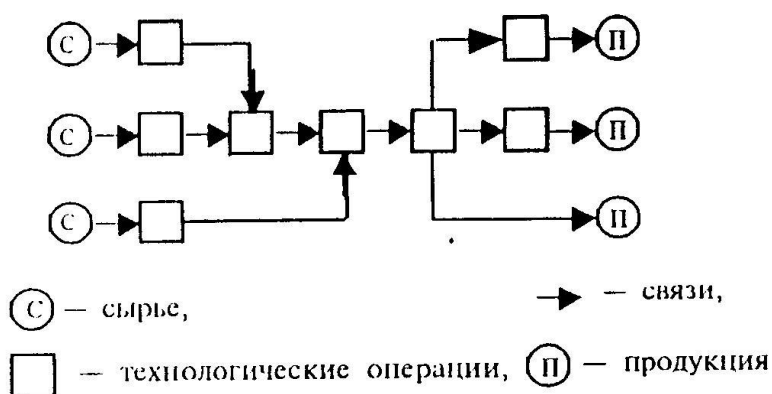 С П
С П
С П
С — сырье, — связи,
— технологические операции, П — продукция